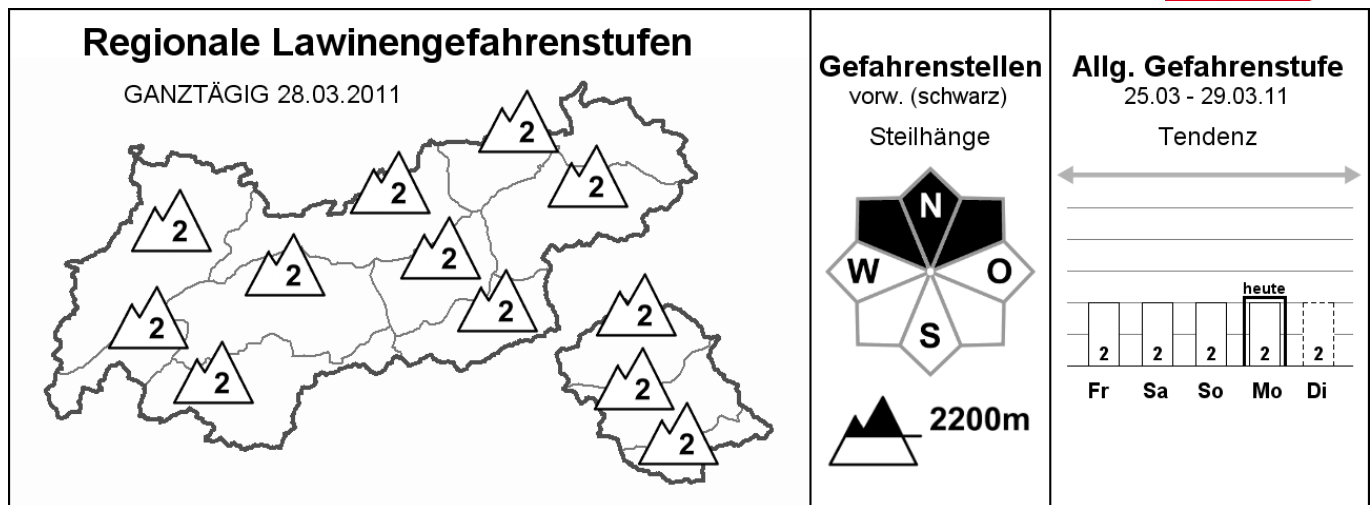 Regionale Lawinengefahrenstufen
GANZTÄGIG 28.03.2011
2
2
2
2
2
2
2
2
2
2
2
2
2
Gefahrenstellen
vorw. (schwarz)
Steilhänge
N
W
O
S
2200m
Allg. Gefahrenstufe
25.03 - 29.03.11
Tendenz
heute
2 2 2 2 2
Fr Sa So Mo Di